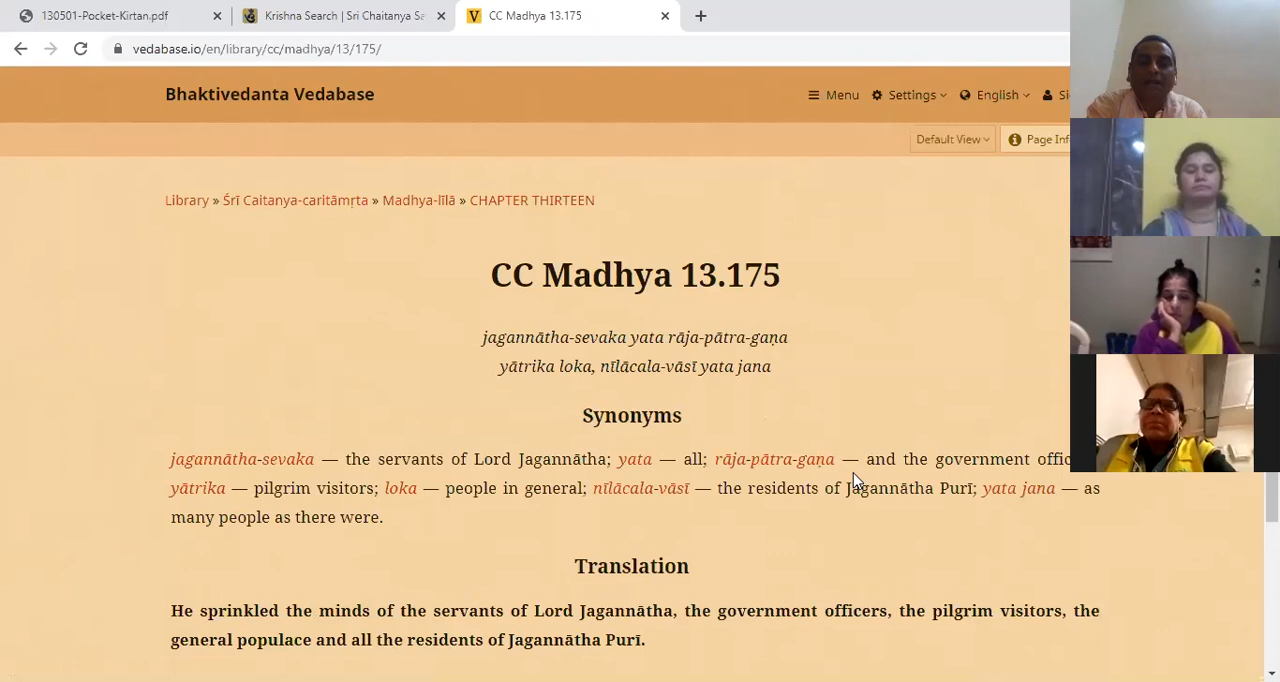 130501-Pocket-Kirtan.pdf
Krishna Search | Sri Chaitanya Sa
CC Madhya 13.175
vedabase.io/en/library/cc/madhya/13/175/
Bhaktivedanta Vedabase
Menu
Settings
English
Si
Default View
Page Inf
Library » Śrī Caitanya-caritāmṛta » Madhya-līlā » CHAPTER THIRTEEN
CC Madhya 13.175
jagannātha-sevaka yata rāja-pātra-gaṇa
yātrika loka, nīlācala-vāsī yata jana
Synonyms
jagannātha-sevaka — the servants of Lord Jagannātha; yata — all; rāja-pātra-gaṇa — and the government offic
yātrika — pilgrim visitors; loka — people in general; nīlācala-vāsī — the residents of Jagannātha Purī; yata jana — as
many people as there were.
Translation
He sprinkled the minds of the servants of Lord Jagannātha, the government officers, the pilgrim visitors, the
general populace and all the residents of Jagannātha Purī.